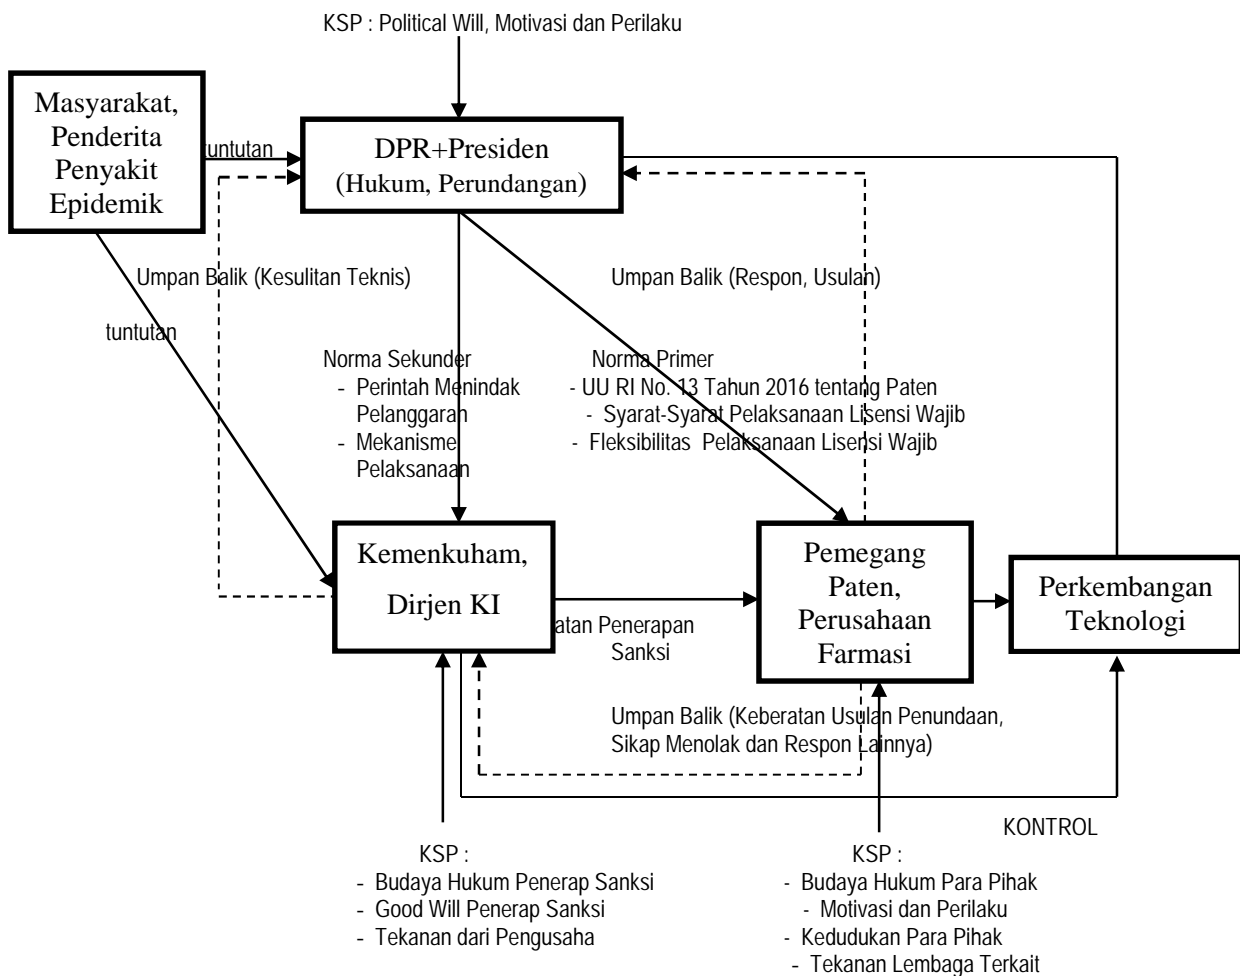 KSP : Political Will, Motivasi dan Perilaku
Masyarakat,
Penderita
Penyakit
Epidemik
tuntutan
DPR+Presiden
(Hukum, Perundangan)
Umpan Balik (Kesulitan Teknis)
Umpan Balik (Respon, Usulan)
tuntutan
Norma Sekunder
- Perintah Menindak
Pelanggaran
- Mekanisme
Pelaksanaan
Norma Primer
- UU RI No. 13 Tahun 2016 tentang Paten
- Syarat-Syarat Pelaksanaan Lisensi Wajib
- Fleksibilitas Pelaksanaan Lisensi Wajib
Kemenkuham,
Dirjen KI
atan Penerapan
Sanksi
Pemegang
Paten,
Perusahaan
Farmasi
Perkembangan
Teknologi
Umpan Balik (Keberatan Usulan Penundaan,
Sikap Menolak dan Respon Lainnya)
KONTROL
KSP :
- Budaya Hukum Penerap Sanksi
- Good Will Penerap Sanksi
- Tekanan dari Pengusaha
KSP :
- Budaya Hukum Para Pihak
- Motivasi dan Perilaku
- Kedudukan Para Pihak
- Tekanan Lembaga Terkait